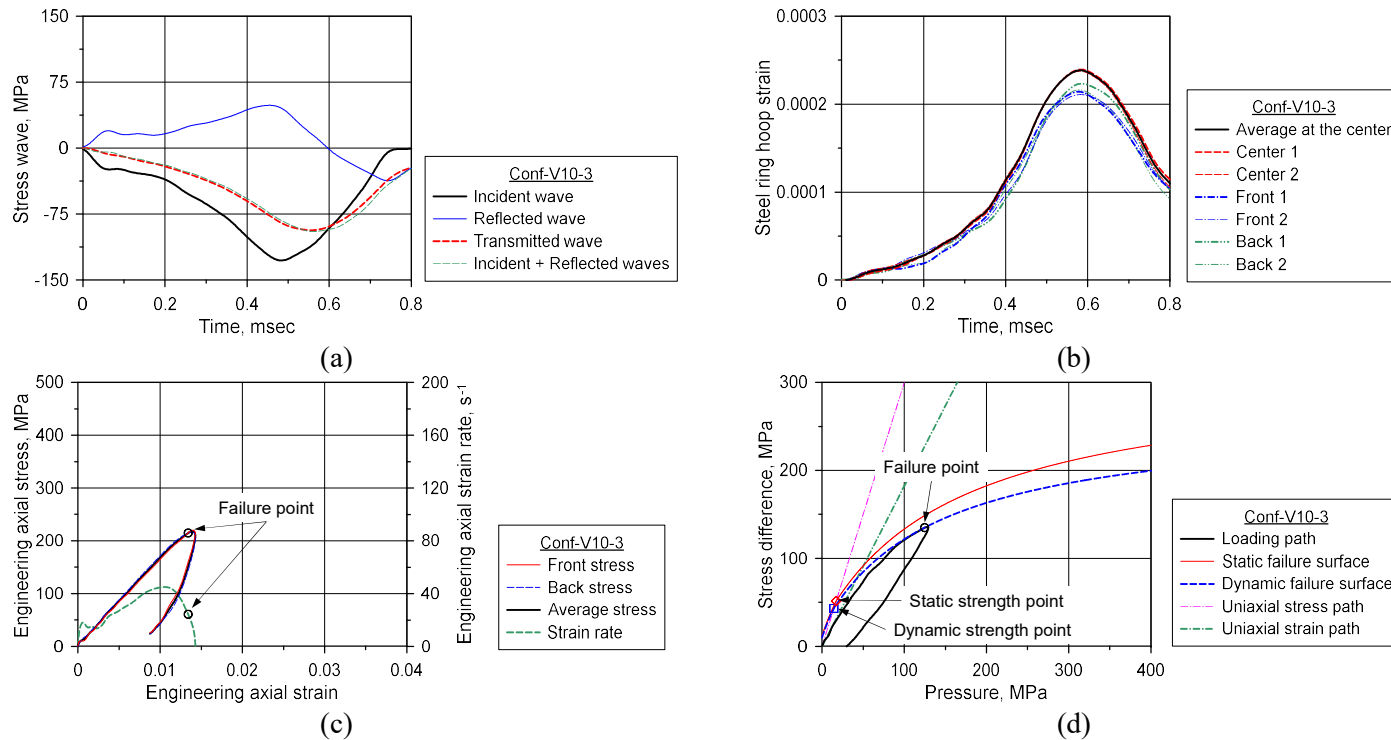 150
75
0
-75
-150
Stress wave, MPa
0
0.2
0.4
0.6
0.8
Time, msec
Conf-V10-3
Incident wave
Reflected wave
Transmitted wave
Incident + Reflected waves
(a)
0.0003
0.0002
0.0001
0
Steel ring hoop strain
0
0.2
0.4
0.6
0.8
Time, msec
Conf-V10-3
Average at the center
Center 1
Center 2
Front 1
Front 2
Back 1
Back 2
(b)
500
400
300
200
100
0
Engineering axial stress, MPa
200
160
120
80
40
0
Engineering axial strain rate, s⁻¹
Failure point
0
0.01
0.02
0.03
0.04
Engineering axial strain
Conf-V10-3
Front stress
Back stress
Average stress
Strain rate
(c)
300
200
100
0
Stress difference, MPa
Failure point
Static strength point
Dynamic strength point
0
100
200
300
400
Pressure, MPa
Conf-V10-3
Loading path
Static failure surface
Dynamic failure surface
Uniaxial stress path
Uniaxial strain path
(d)